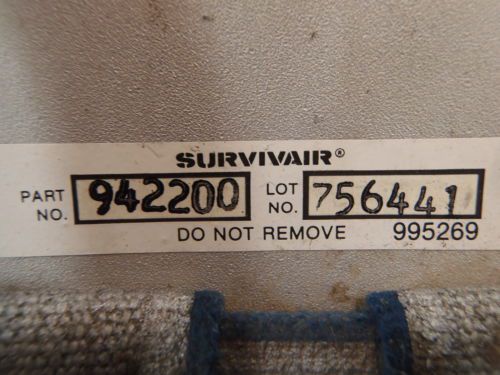 SURVIVAIR®
PART NO. 942200 LOT NO. 756441
DO NOT REMOVE 995269